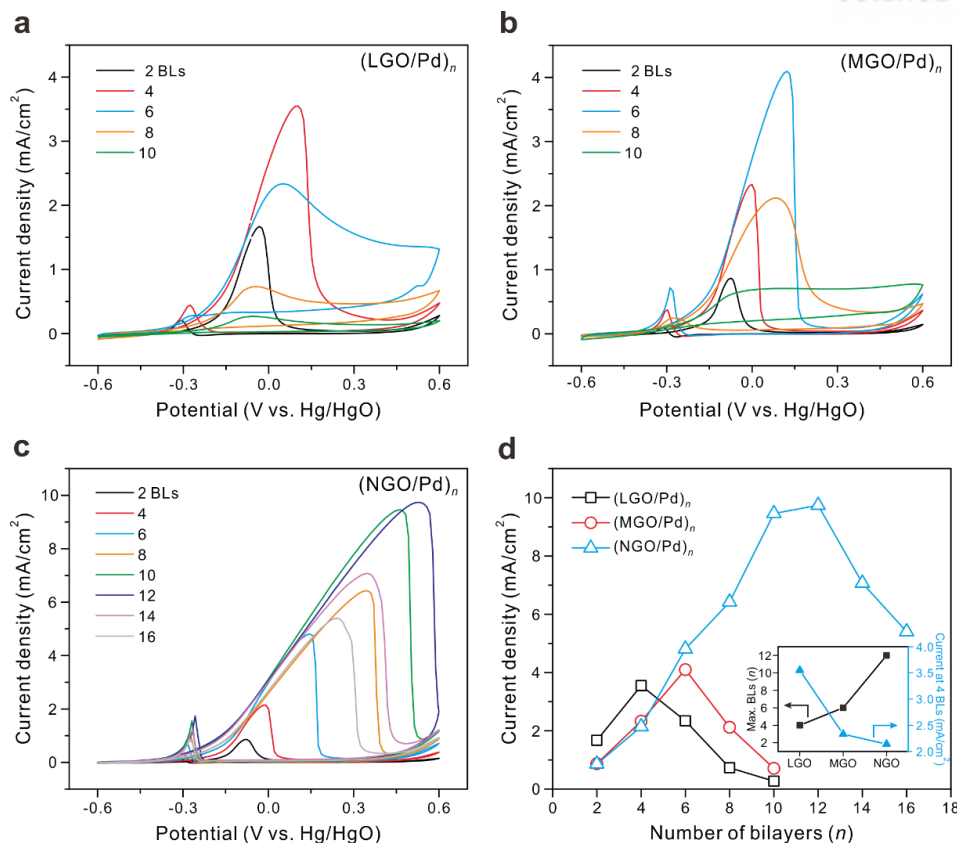 a
(LGO/Pd)n
2 BLs
4
6
8
10
Current density (mA/cm²)
4
3
2
1
0
-0.6 -0.3 0.0 0.3 0.6
Potential (V vs. Hg/HgO)
b
(MGO/Pd)n
2 BLs
4
6
8
10
Current density (mA/cm²)
4
3
2
1
0
-0.6 -0.3 0.0 0.3 0.6
Potential (V vs. Hg/HgO)
c
(NGO/Pd)n
2 BLs
4
6
8
10
12
14
16
Current density (mA/cm²)
10
9
8
7
6
5
4
3
2
1
0
-0.6 -0.3 0.0 0.3 0.6
Potential (V vs. Hg/HgO)
d
(LGO/Pd)n
(MGO/Pd)n
(NGO/Pd)n
Current density (mA/cm²)
10
8
6
4
2
0
0 2 4 6 8 10 12 14 16 18
Number of bilayers (n)
Max. BLs (n)
12
10
8
6
4
2
LGO MGO NGO
4.0
3.5
3.0
2.5
2.0
Current at 4 BLs (mA/cm²)